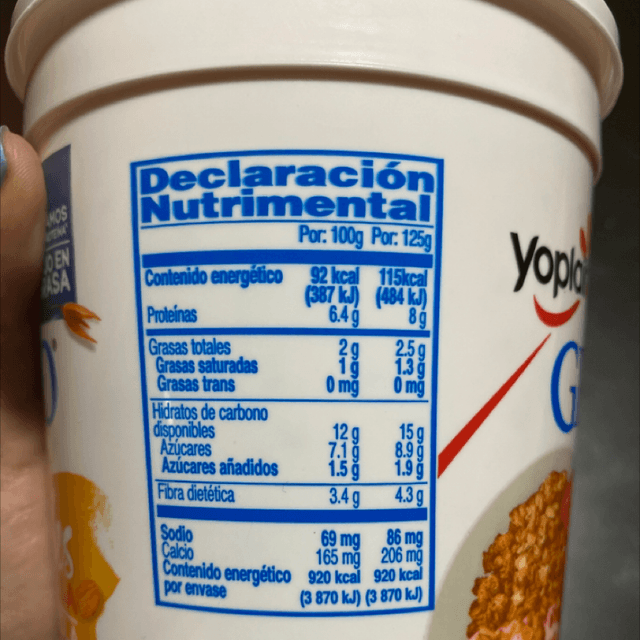 Declaración
Nutrimental
Por: 100g Por: 125g
Contenido energético 92 kcal 115kcal
(387 kJ) (484 kJ)
Proteínas 6.4 g 8 g
Grasas totales 2 g 2.5 g
Grasas saturadas 1 g 1.3 g
Grasas trans 0 mg 0 mg
Hidratos de carbono
disponibles 12 g 15 g
Azúcares 7.1 g 8.9 g
Azúcares añadidos 1.5 g 1.9 g
Fibra dietética 3.4 g 4.3 g
Sodio 69 mg 86 mg
Calcio 165 mg 206 mg
Contenido energético 920 kcal 920 kcal
por envase (3 870 kJ) (3 870 kJ)
Yopla
G